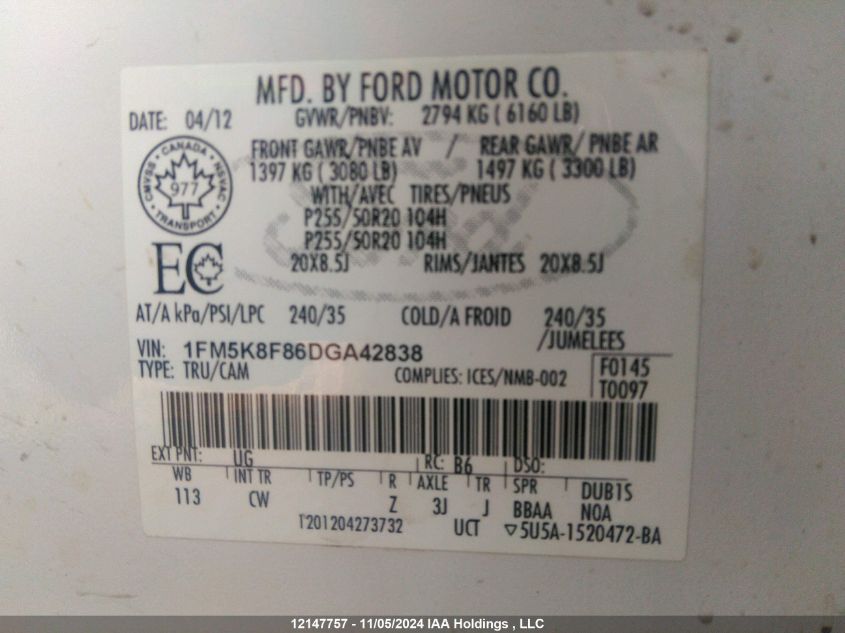 MFD. BY FORD MOTOR CO.
DATE: 04/12 GVWR/PNBV: 2794 KG ( 6160 LB)
FRONT GAWR/PNBE AV / REAR GAWR/ PNBE AR
1397 KG ( 3080 LB) 1497 KG ( 3300 LB)
WITH/AVEC TIRES/PNEUS
P255/50R20 104H
P255/50R20 104H
20X8.5J RIMS/JANTES 20X8.5J
CMVSS • CANADA • NSVAC
977
TRANSPORT
EC
AT/A kPa/PSI/LPC 240/35 COLD/A FROID 240/35
/JUMELEES
VIN: 1FM5K8F86DGA42838
TYPE: TRU/CAM COMPLIES: ICES/NMB-002
F0145
T0097
EXT PNT: UG RC: B6 DSO:
WB INT TR TP/PS R AXLE TR SPR DUB1S
113 CW Z 3J J BBAA NOA
T201204273732 UCT ▽5U5A-1520472-BA
12147757 - 11/05/2024 IAA Holdings , LLC